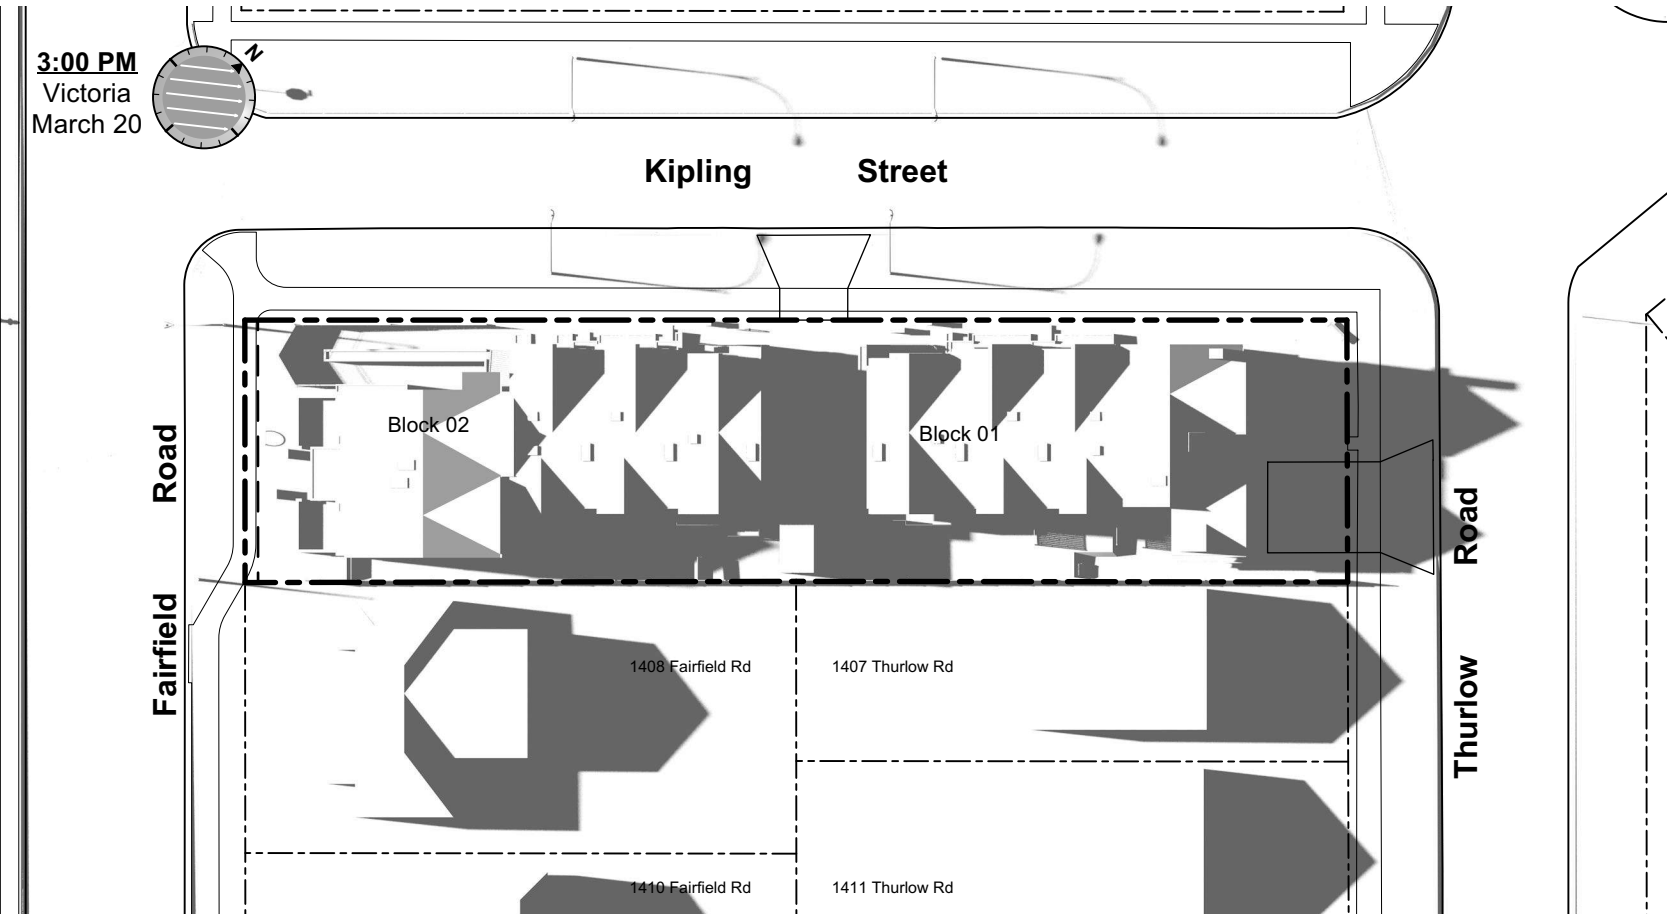 3:00 PM
Victoria
March 20
N
Kipling Street
Block 02
Block 01
Road
Fairfield
Road
Thurlow
1408 Fairfield Rd
1407 Thurlow Rd
1410 Fairfield Rd
1411 Thurlow Rd